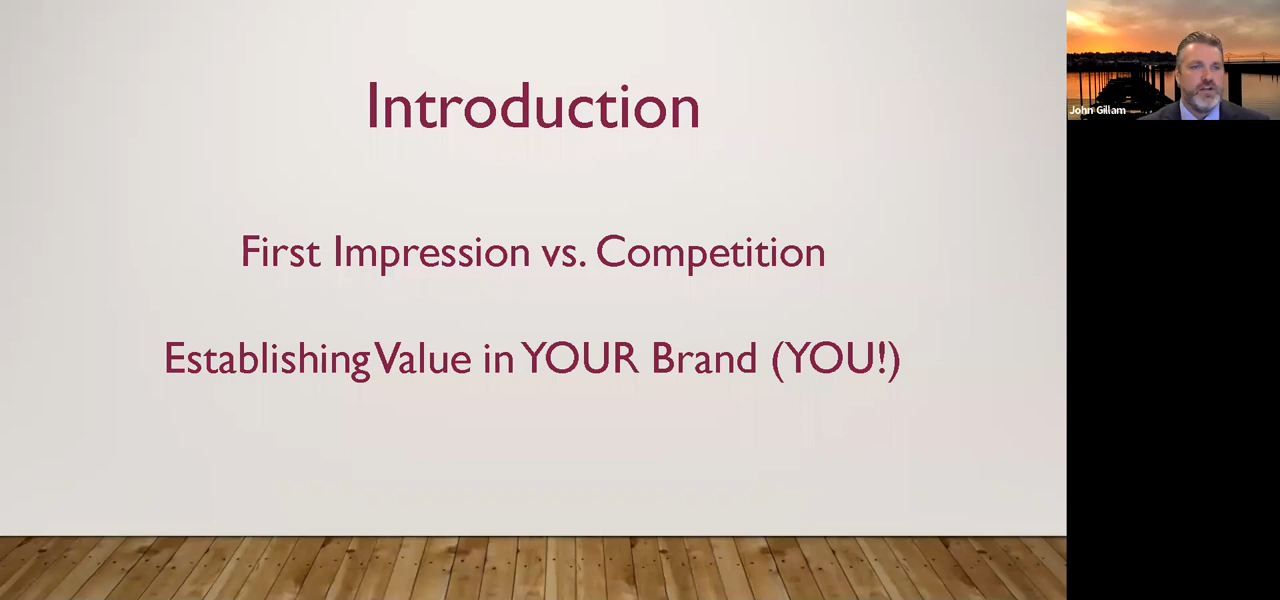 Introduction
First Impression vs. Competition
Establishing Value in YOUR Brand (YOU!)
John Gillam